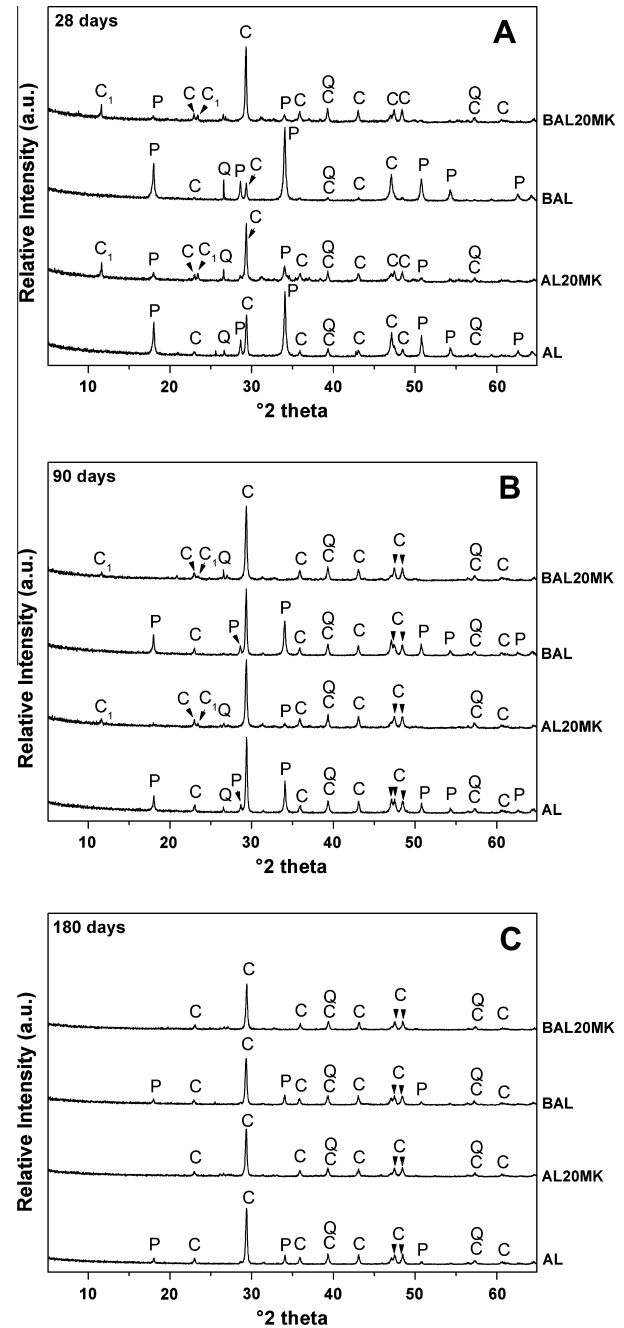 28 days
A
C
C₁ P C C₁ P C Q C C C C Q C C
BAL20MK
P C Q P C P Q C C C P P P
BAL
C₁ P C C₁ Q C P C Q C C C C P Q C
AL20MK
P C Q P C P C Q C C C C P P Q C P
AL
Relative Intensity (a.u.)
10 20 30 40 50 60
°2 theta
90 days
B
C
C₁ C C₁ Q C Q C C C Q C C
BAL20MK
P C P P C Q C C C P P Q C C P
BAL
C₁ C C₁ Q P C Q C C C Q C C
AL20MK
P C Q P P C Q C C C P P Q C C P
AL
Relative Intensity (a.u.)
10 20 30 40 50 60
°2 theta
180 days
C
C
C C Q C C C Q C C
BAL20MK
C
P C P C Q C C C P Q C C
BAL
C
C C Q C C C Q C C
AL20MK
C
P C P C Q C C C P Q C C
AL
Relative Intensity (a.u.)
10 20 30 40 50 60
°2 theta